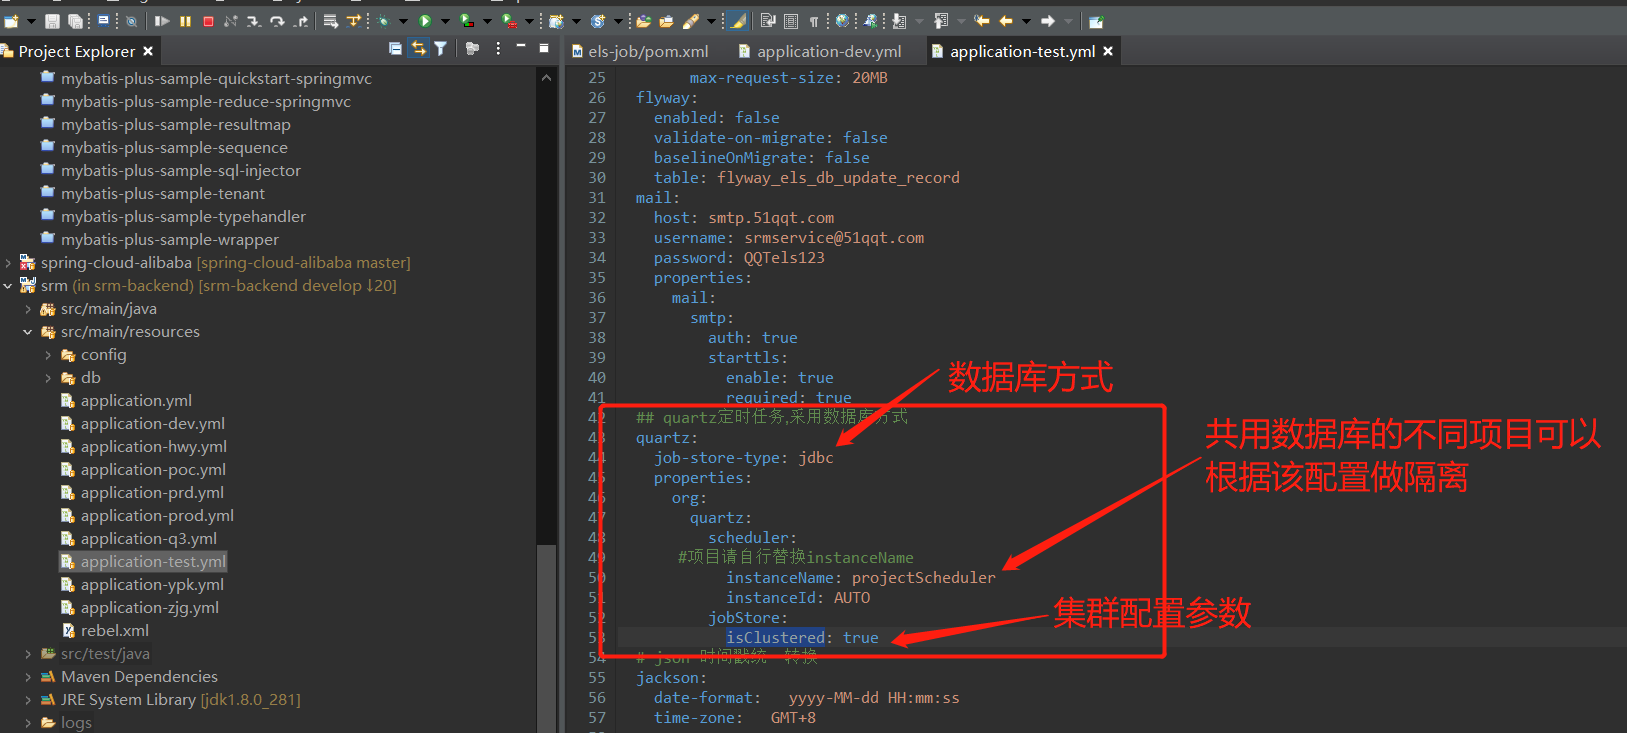 Project Explorer
mybatis-plus-sample-quickstart-springmvc
mybatis-plus-sample-reduce-springmvc
mybatis-plus-sample-resultmap
mybatis-plus-sample-sequence
mybatis-plus-sample-sql-injector
mybatis-plus-sample-tenant
mybatis-plus-sample-typehandler
mybatis-plus-sample-wrapper
spring-cloud-alibaba [spring-cloud-alibaba master]
srm (in srm-backend) [srm-backend develop ↓20]
src/main/java
src/main/resources
config
db
application.yml
application-dev.yml
application-hwy.yml
application-poc.yml
application-prd.yml
application-prod.yml
application-q3.yml
application-test.yml
application-ypk.yml
application-zjg.yml
rebel.xml
src/test/java
Maven Dependencies
JRE System Library [jdk1.8.0_281]
logs
els-job/pom.xml
application-dev.yml
application-test.yml
25 max-request-size: 20MB
26 flyway:
27 enabled: false
28 validate-on-migrate: false
29 baselineOnMigrate: false
30 table: flyway_els_db_update_record
31 mail:
32 host: smtp.51qqt.com
33 username: srmservice@51qqt.com
34 password: QQTels123
35 properties:
36 mail:
37 smtp:
38 auth: true
39 starttls:
40 enable: true
41 required: true
42 ## quartz定时任务,采用数据库方式
43 quartz:
44 job-store-type: jdbc
45 properties:
46 org:
47 quartz:
48 scheduler:
49 #项目请自行替换instanceName
50 instanceName: projectScheduler
51 instanceId: AUTO
52 jobStore:
53 isClustered: true
54 # json 时间戳统一转换
55 jackson:
56 date-format: yyyy-MM-dd HH:mm:ss
57 time-zone: GMT+8
数据库方式
共用数据库的不同项目可以
根据该配置做隔离
集群配置参数